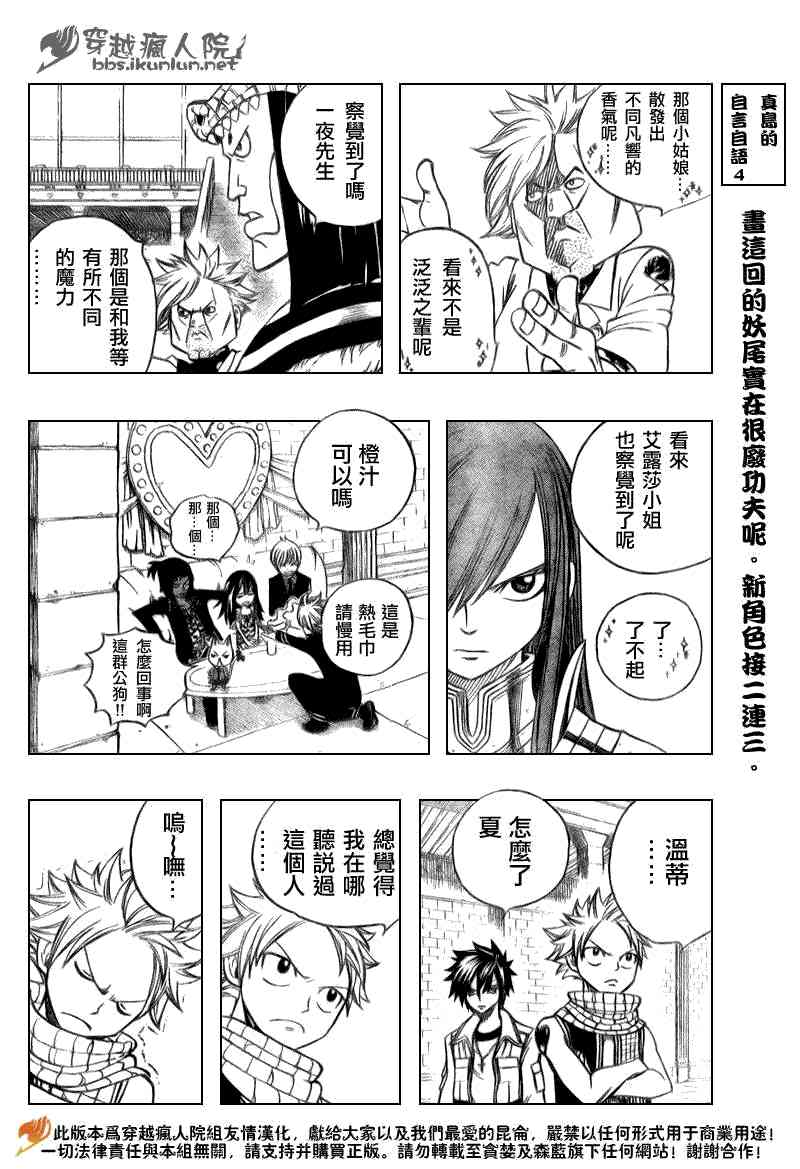 穿越瘋人院
bbs.ikunlun.net
真島的
自言自語4
畫這回的妖尾實在很廢功夫呢。新角色接二連三。
那個小姑娘…
散發出
不同凡響的
香氣呢…
看來不是
泛泛之輩呢
察覺到了嗎
一夜先生
那個是和我等
有所不同
的魔力
………
看來
艾露莎小姐
也察覺到了呢
了…
了不起
橙汁
可以嗎
那個…
那…個…
這是
熱毛巾
請慢用
怎麼回事啊
這群公狗!!
溫蒂
……
怎麼了
夏
總覺得
我在哪
聽説過
這個人
……
嗚~嘸…
此版本爲穿越瘋人院組友情漢化，獻給大家以及我們最愛的昆侖，嚴禁以任何形式用于商業用途！
一切法律責任與本組無關，請支持并購買正版。請勿轉載至貪婪及森藍旗下任何網站！謝謝合作！